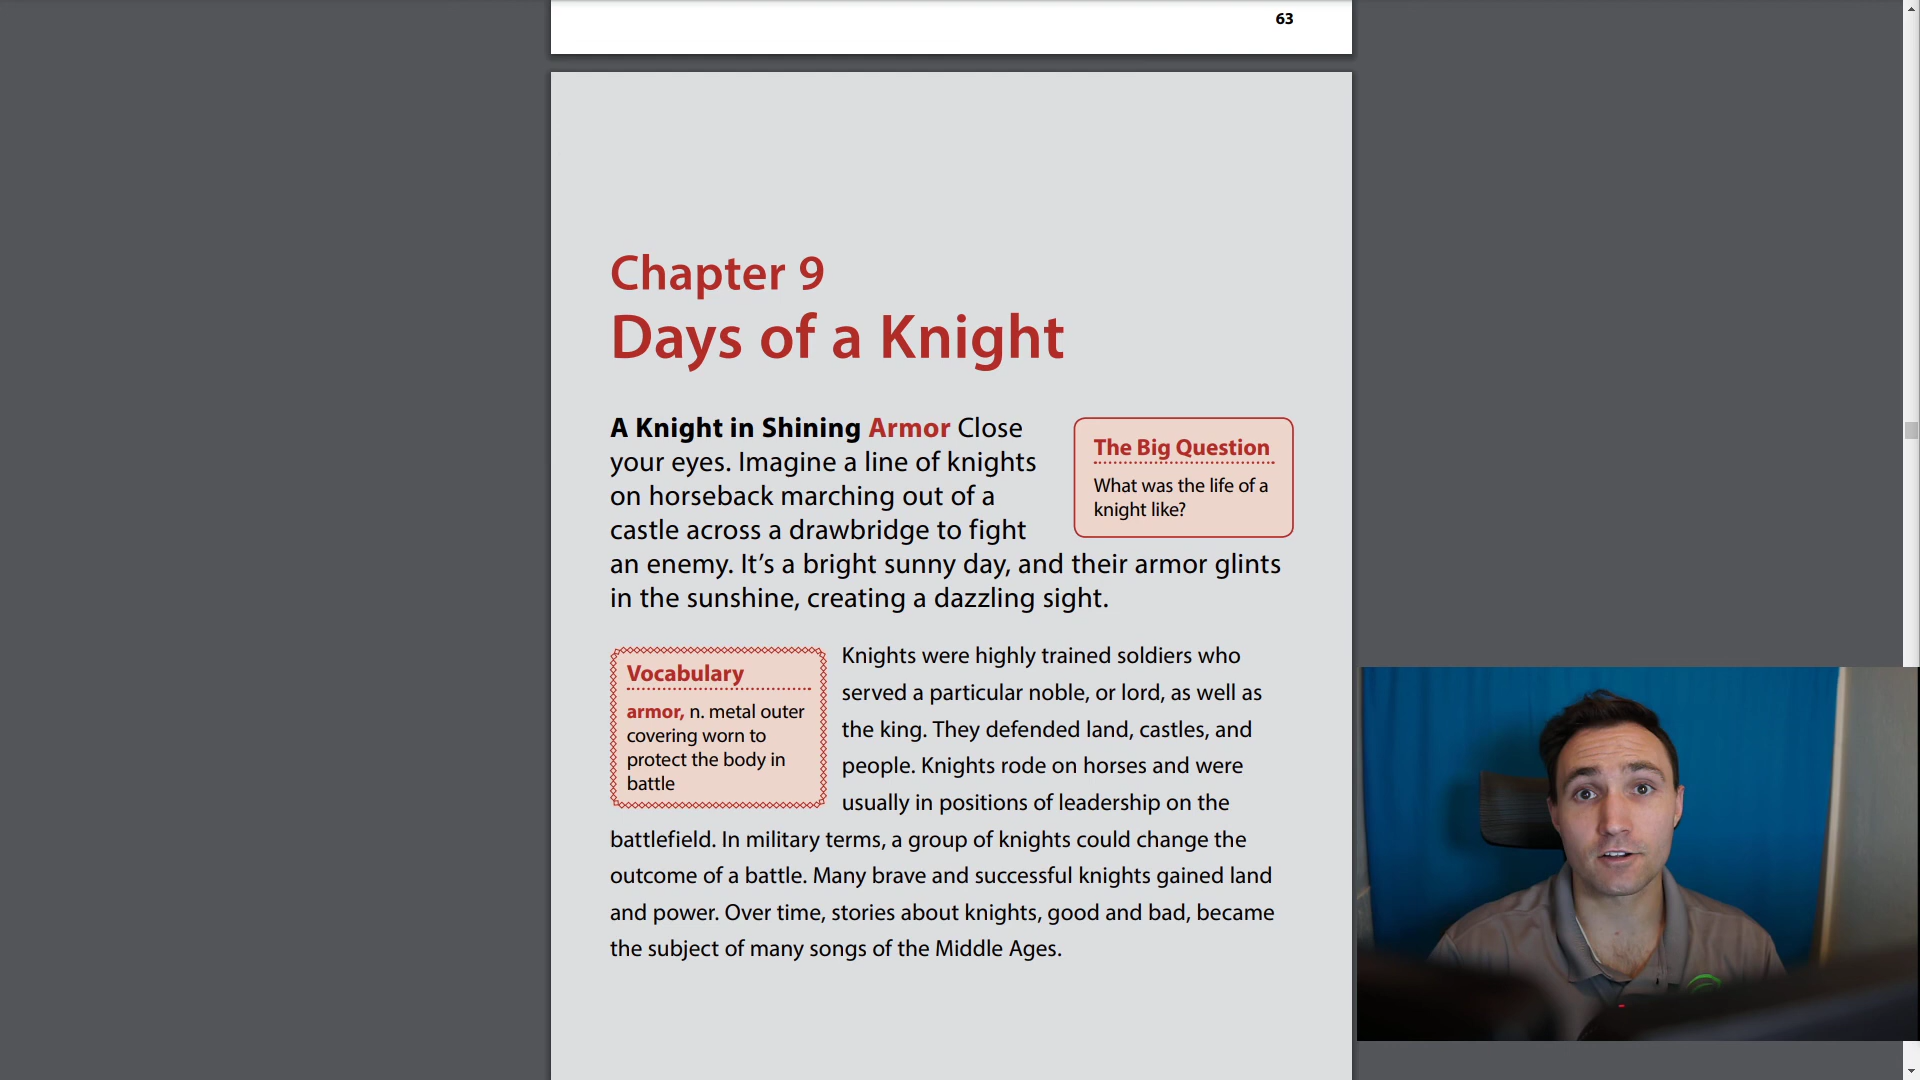 63
Chapter 9
Days of a Knight
A Knight in Shining Armor Close
your eyes. Imagine a line of knights
on horseback marching out of a
castle across a drawbridge to fight
an enemy. It’s a bright sunny day, and their armor glints
in the sunshine, creating a dazzling sight.
The Big Question
What was the life of a
knight like?
Vocabulary
armor, n. metal outer
covering worn to
protect the body in
battle
Knights were highly trained soldiers who
served a particular noble, or lord, as well as
the king. They defended land, castles, and
people. Knights rode on horses and were
usually in positions of leadership on the
battlefield. In military terms, a group of knights could change the
outcome of a battle. Many brave and successful knights gained land
and power. Over time, stories about knights, good and bad, became
the subject of many songs of the Middle Ages.